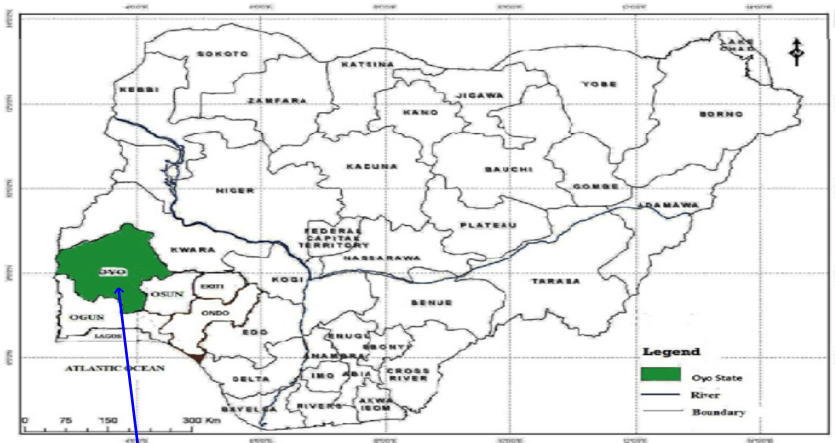 SOKOTO
KATSINA
LAKE
CHAD
KEBBI
ZAMFARA
JIGAWA
YOBE
KANO
BORNO
KADUNA
BAUCHI
NIGER
GOMBE
ADAMAWA
PLATEAU
KWARA
FEDERAL
CAPITAL
TERRITORY
NASSARAWA
OYO
KOGI
TARABA
OSUN
EKITI
BENUE
OGUN
ONDO
LAGOS
EDO
ENUGU
EBONYI
ANAMBRA
ATLANTIC OCEAN
DELTA
IMO
ABIA
CROSS
RIVER
BAYELSA
RIVERS
AKWA
IBOM
Legend
Oyo State
River
Boundary
0 75 150 300 Km